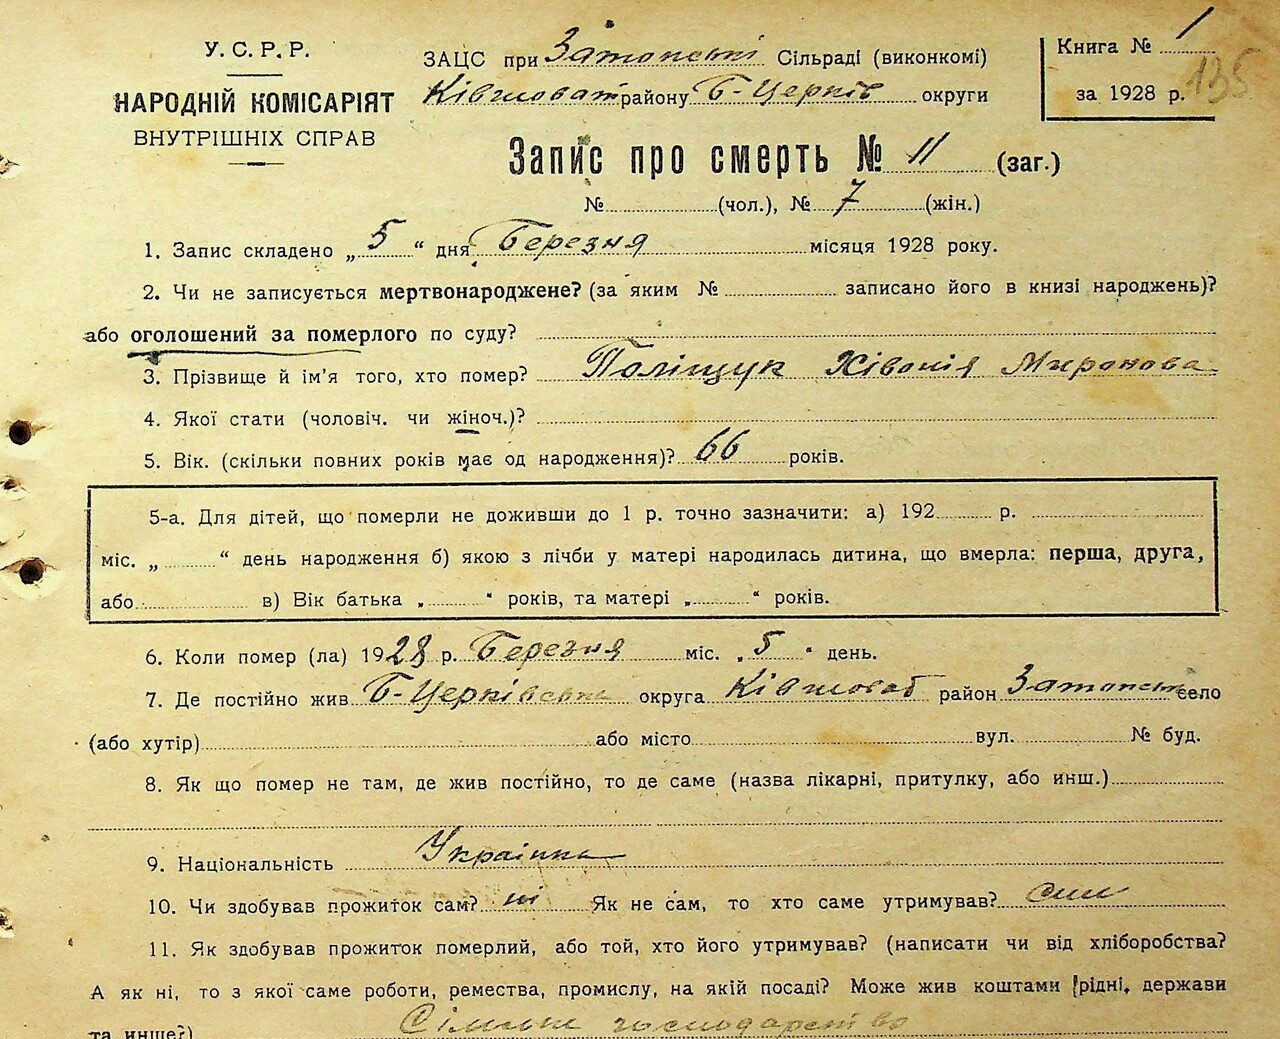 У. С. Р. Р.
НАРОДНІЙ КОМІСАРІЯТ
ВНУТРІШНІХ СПРАВ
ЗАЦС при Затонські Сільраді (виконкомі)
Ківшоват району Б-Церків округи
Книга № 1
за 1928 р.
135
Запис про смерть № 11 (заг.)
№ (чол.), № 7 (жін.)
1. Запис складено „ 5 “ дня Березня місяця 1928 року.
2. Чи не записується мертвонароджене? (за яким № записано його в книзі народжень)?
або оголошений за померлого по суду?
3. Прізвище й ім'я того, хто помер? Поліщук Хівонія Миронова
4. Якої стати (чоловіч. чи жіноч.)?
5. Вік. (скільки повних років має од народження)? 66 років.
5-а. Для дітей, що померли не доживши до 1 р. точно зазначити: а) 192 р.
міс. „ “ день народження б) якою з лічби у матері народилась дитина, що вмерла: перша, друга,
або в) Вік батька „ “ років, та матері „ “ років.
6. Коли помер (ла) 1928 р. Березня міс. „ 5 “ день.
7. Де постійно жив Б-Церківська округа Ківшоват район Затонськ село
(або хутір) або місто вул. № буд.
8. Як що помер не там, де жив постійно, то де саме (назва лікарні, притулку, або инш.)
9. Національність Українка
10. Чи здобував прожиток сам? ні Як не сам, то хто саме утримував? син
11. Як здобував прожиток померлий, або той, хто його утримував? (написати чи від хліборобства?
А як ні, то з якої саме роботи, ремества, промислу, на якій посаді? Може жив коштами рідні, держави
та инше?) Сільське господарство